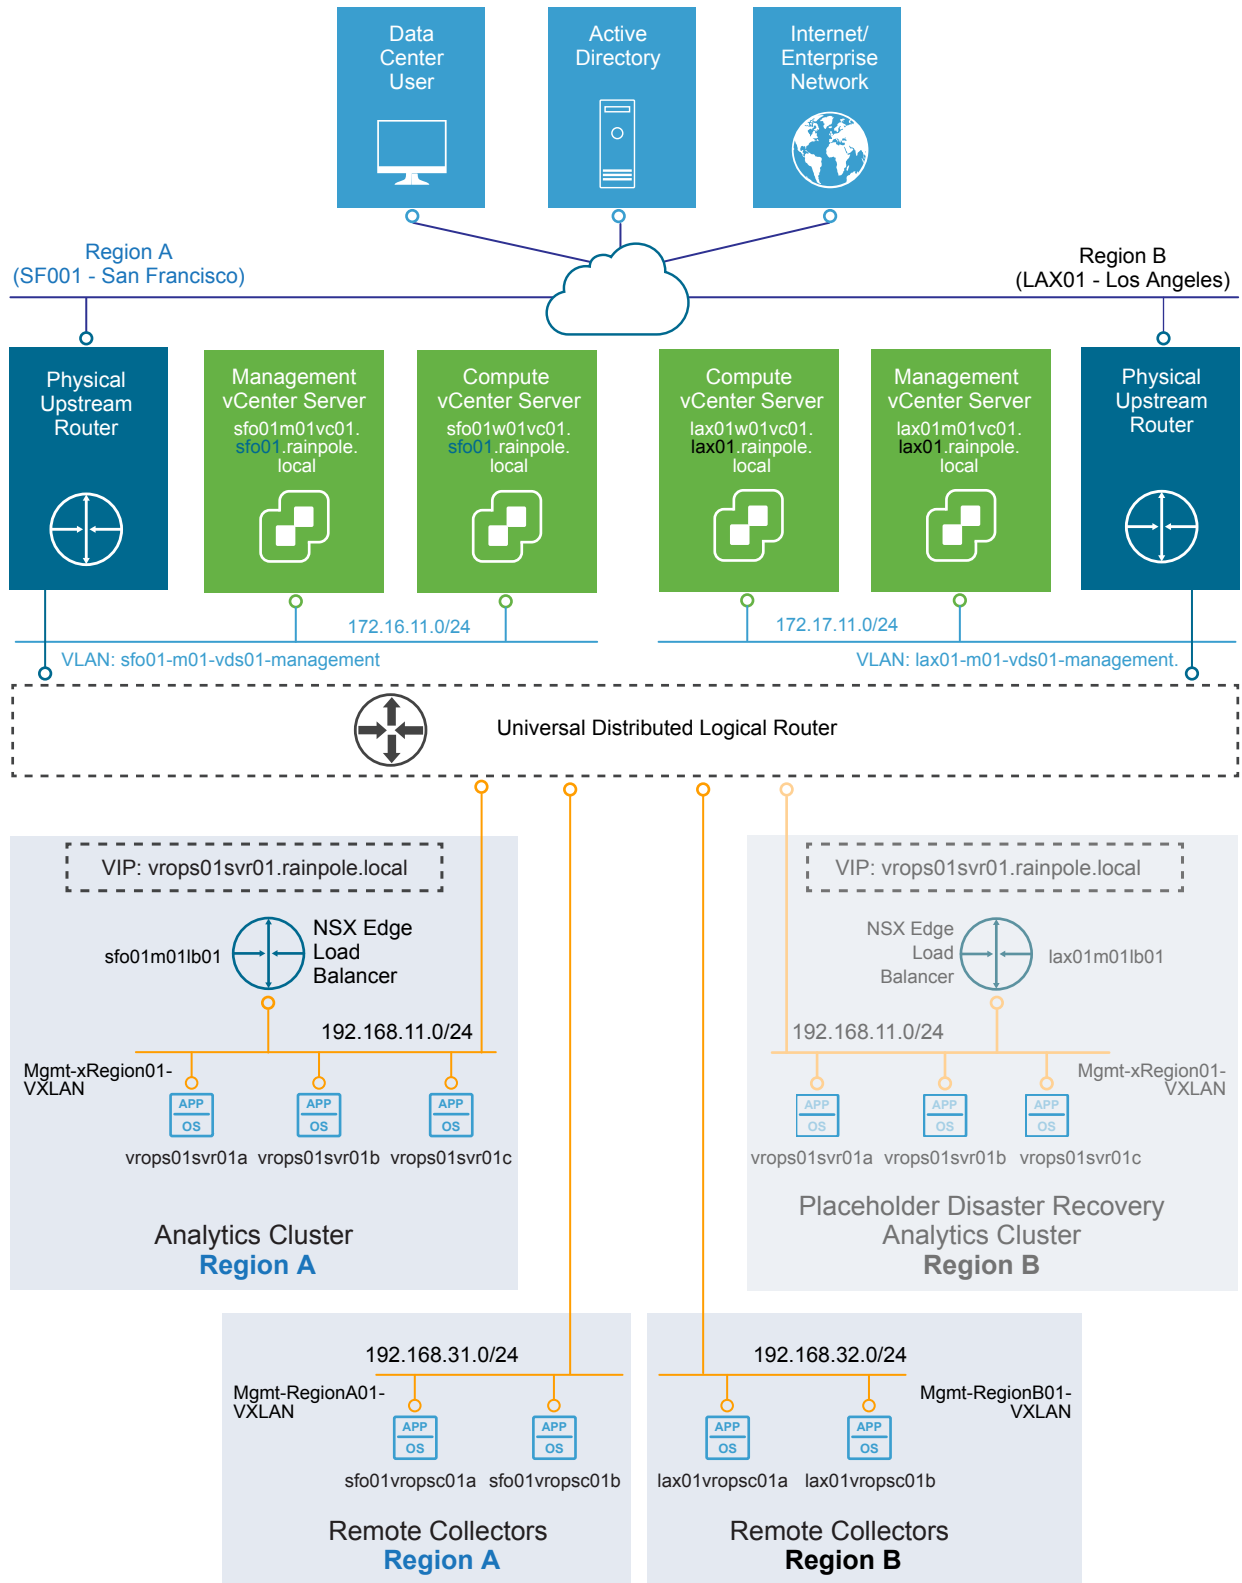 Data
Center
User
Active
Directory
Internet/
Enterprise
Network
Region A
(SF001 - San Francisco)
Region B
(LAX01 - Los Angeles)
Physical
Upstream
Router
Management
vCenter Server
sfo01m01vc01.
sfo01.rainpole.
local
Compute
vCenter Server
sfo01w01vc01.
sfo01.rainpole.
local
Compute
vCenter Server
lax01w01vc01.
lax01.rainpole.
local
Management
vCenter Server
lax01m01vc01.
lax01.rainpole.
local
Physical
Upstream
Router
172.16.11.0/24
VLAN: sfo01-m01-vds01-management
172.17.11.0/24
VLAN: lax01-m01-vds01-management.
Universal Distributed Logical Router
VIP: vrops01svr01.rainpole.local
sfo01m01lb01
NSX Edge
Load
Balancer
192.168.11.0/24
Mgmt-xRegion01-
VXLAN
APP
OS
APP
OS
APP
OS
vrops01svr01a vrops01svr01b vrops01svr01c
Analytics Cluster
Region A
VIP: vrops01svr01.rainpole.local
NSX Edge
Load
Balancer
lax01m01lb01
192.168.11.0/24
Mgmt-xRegion01-
VXLAN
APP
OS
APP
OS
APP
OS
vrops01svr01a vrops01svr01b vrops01svr01c
Placeholder Disaster Recovery
Analytics Cluster
Region B
192.168.31.0/24
Mgmt-RegionA01-
VXLAN
APP
OS
APP
OS
sfo01vropsc01a sfo01vropsc01b
Remote Collectors
Region A
192.168.32.0/24
Mgmt-RegionB01-
VXLAN
APP
OS
APP
OS
lax01vropsc01a lax01vropsc01b
Remote Collectors
Region B